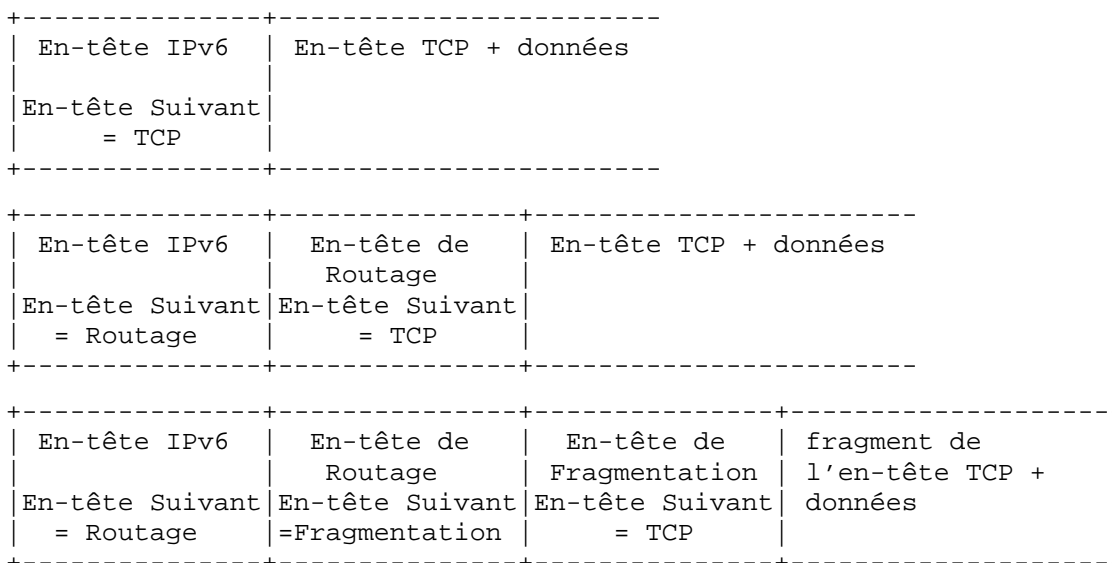 +---------------+------------------------
| En-tête IPv6 | En-tête TCP + données
| |
|En-tête Suivant|
| = TCP |
+---------------+------------------------
+---------------+---------------+------------------------
| En-tête IPv6 | En-tête de | En-tête TCP + données
| | Routage |
|En-tête Suivant|En-tête Suivant|
| = Routage | = TCP |
+---------------+---------------+------------------------
+---------------+---------------+---------------+--------------------
| En-tête IPv6 | En-tête de | En-tête de | fragment de
| | Routage | Fragmentation | l'en-tête TCP +
|En-tête Suivant|En-tête Suivant|En-tête Suivant| données
| = Routage |=Fragmentation | = TCP |
+---------------+---------------+---------------+--------------------